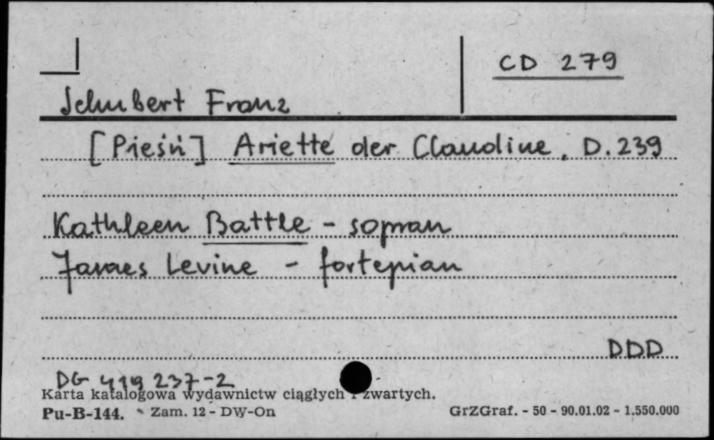 CD 279
Schubert Franz
[Pieśń] Ariette der Claudine. D.239
Kathleen Battle - sopran
James Levine - fortepian
DDD
DG 419 237-2
Karta katalogowa wydawnictw ciągłych i zwartych.
Pu-B-144. Zam. 12 - DW-On GrZGraf. - 50 - 90.01.02 - 1.550.000